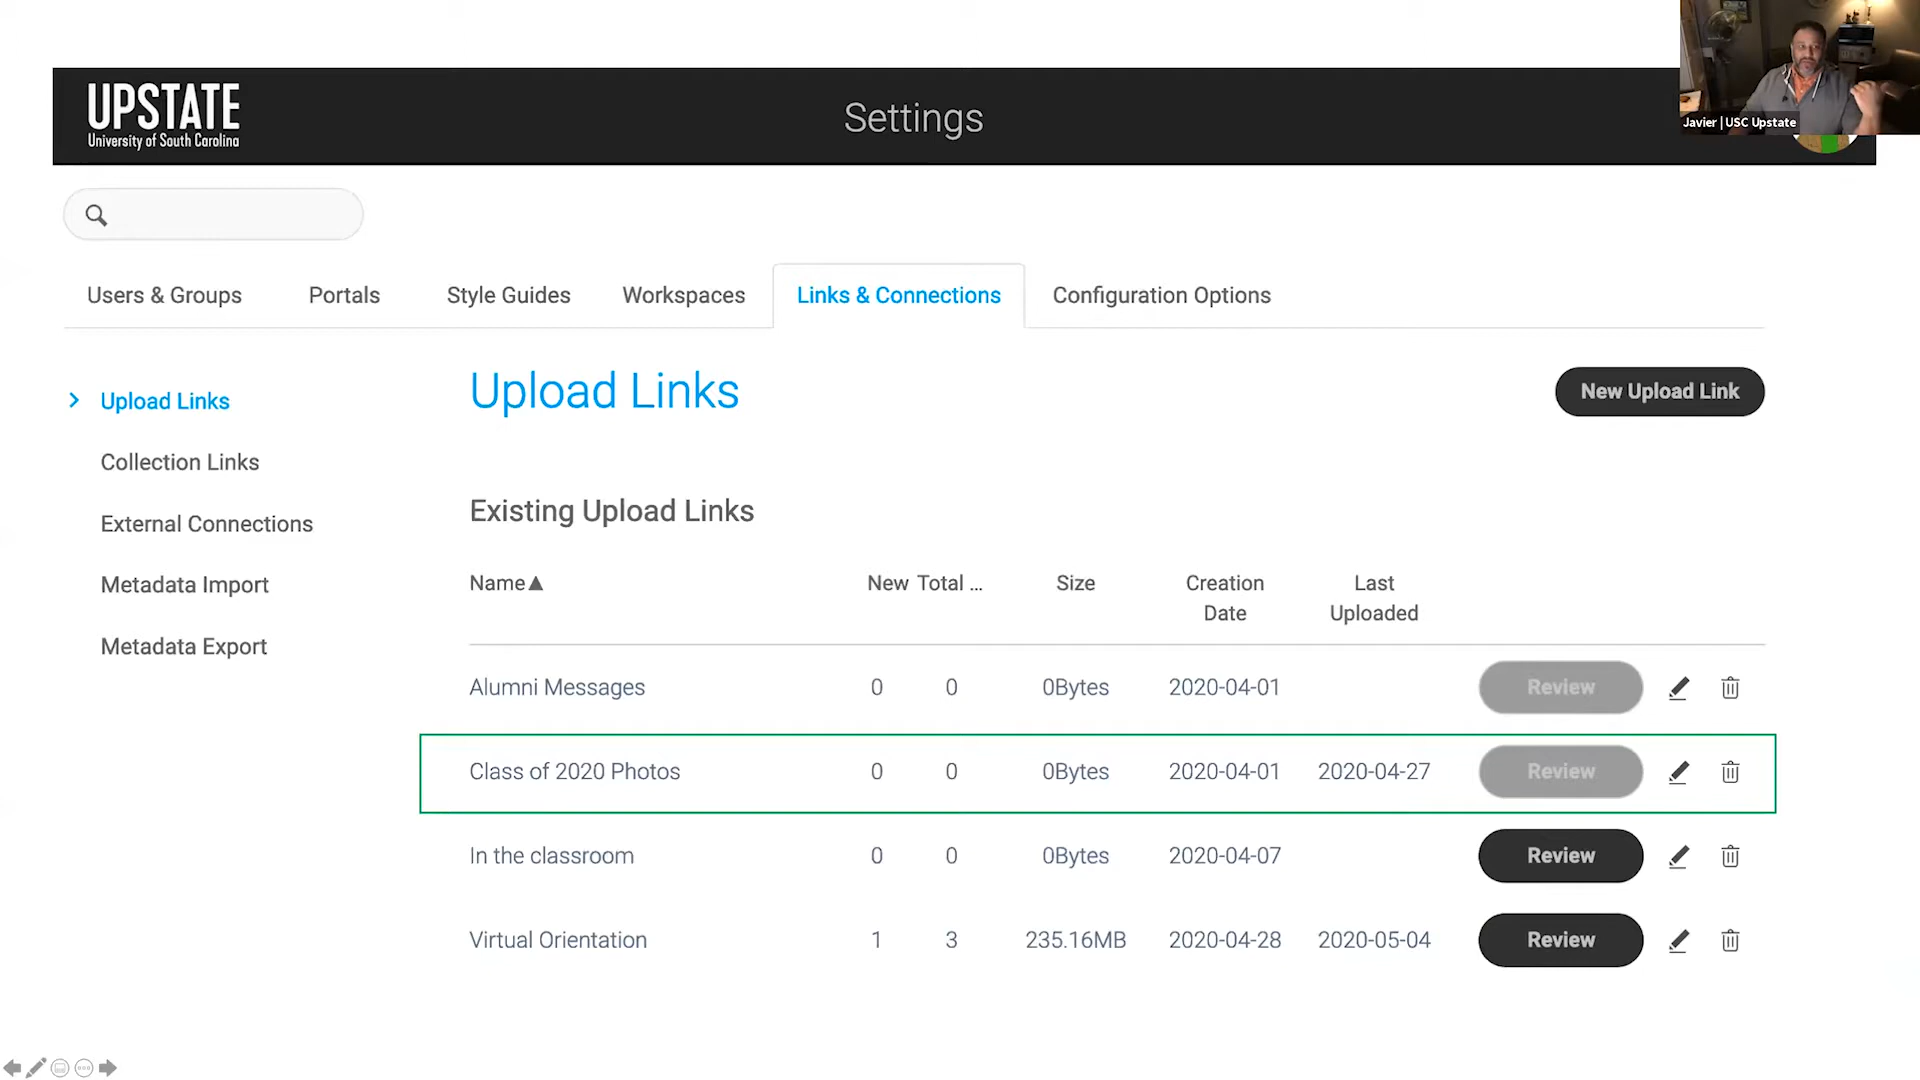 UPSTATE
University of South Carolina
Settings
Javier | USC Upstate
Users & Groups
Portals
Style Guides
Workspaces
Links & Connections
Configuration Options
Upload Links
Collection Links
External Connections
Metadata Import
Metadata Export
Upload Links
New Upload Link
Existing Upload Links
Name▲ New Total ... Size Creation Date Last Uploaded
Alumni Messages 0 0 0Bytes 2020-04-01 Review
Class of 2020 Photos 0 0 0Bytes 2020-04-01 2020-04-27 Review
In the classroom 0 0 0Bytes 2020-04-07 Review
Virtual Orientation 1 3 235.16MB 2020-04-28 2020-05-04 Review